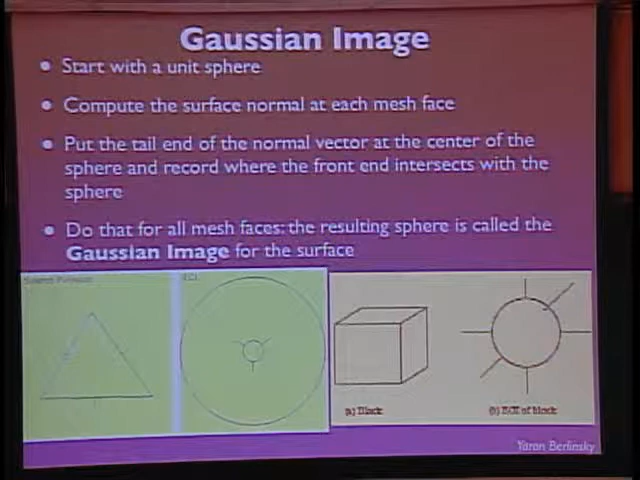 Gaussian Image
Start with a unit sphere
Compute the surface normal at each mesh face
Put the tail end of the normal vector at the center of the
sphere and record where the front end intersects with the
sphere
Do that for all mesh faces: the resulting sphere is called the
Gaussian Image for the surface
EGI
(a) Block
(b) EGI of block
Yaron Berlinsky